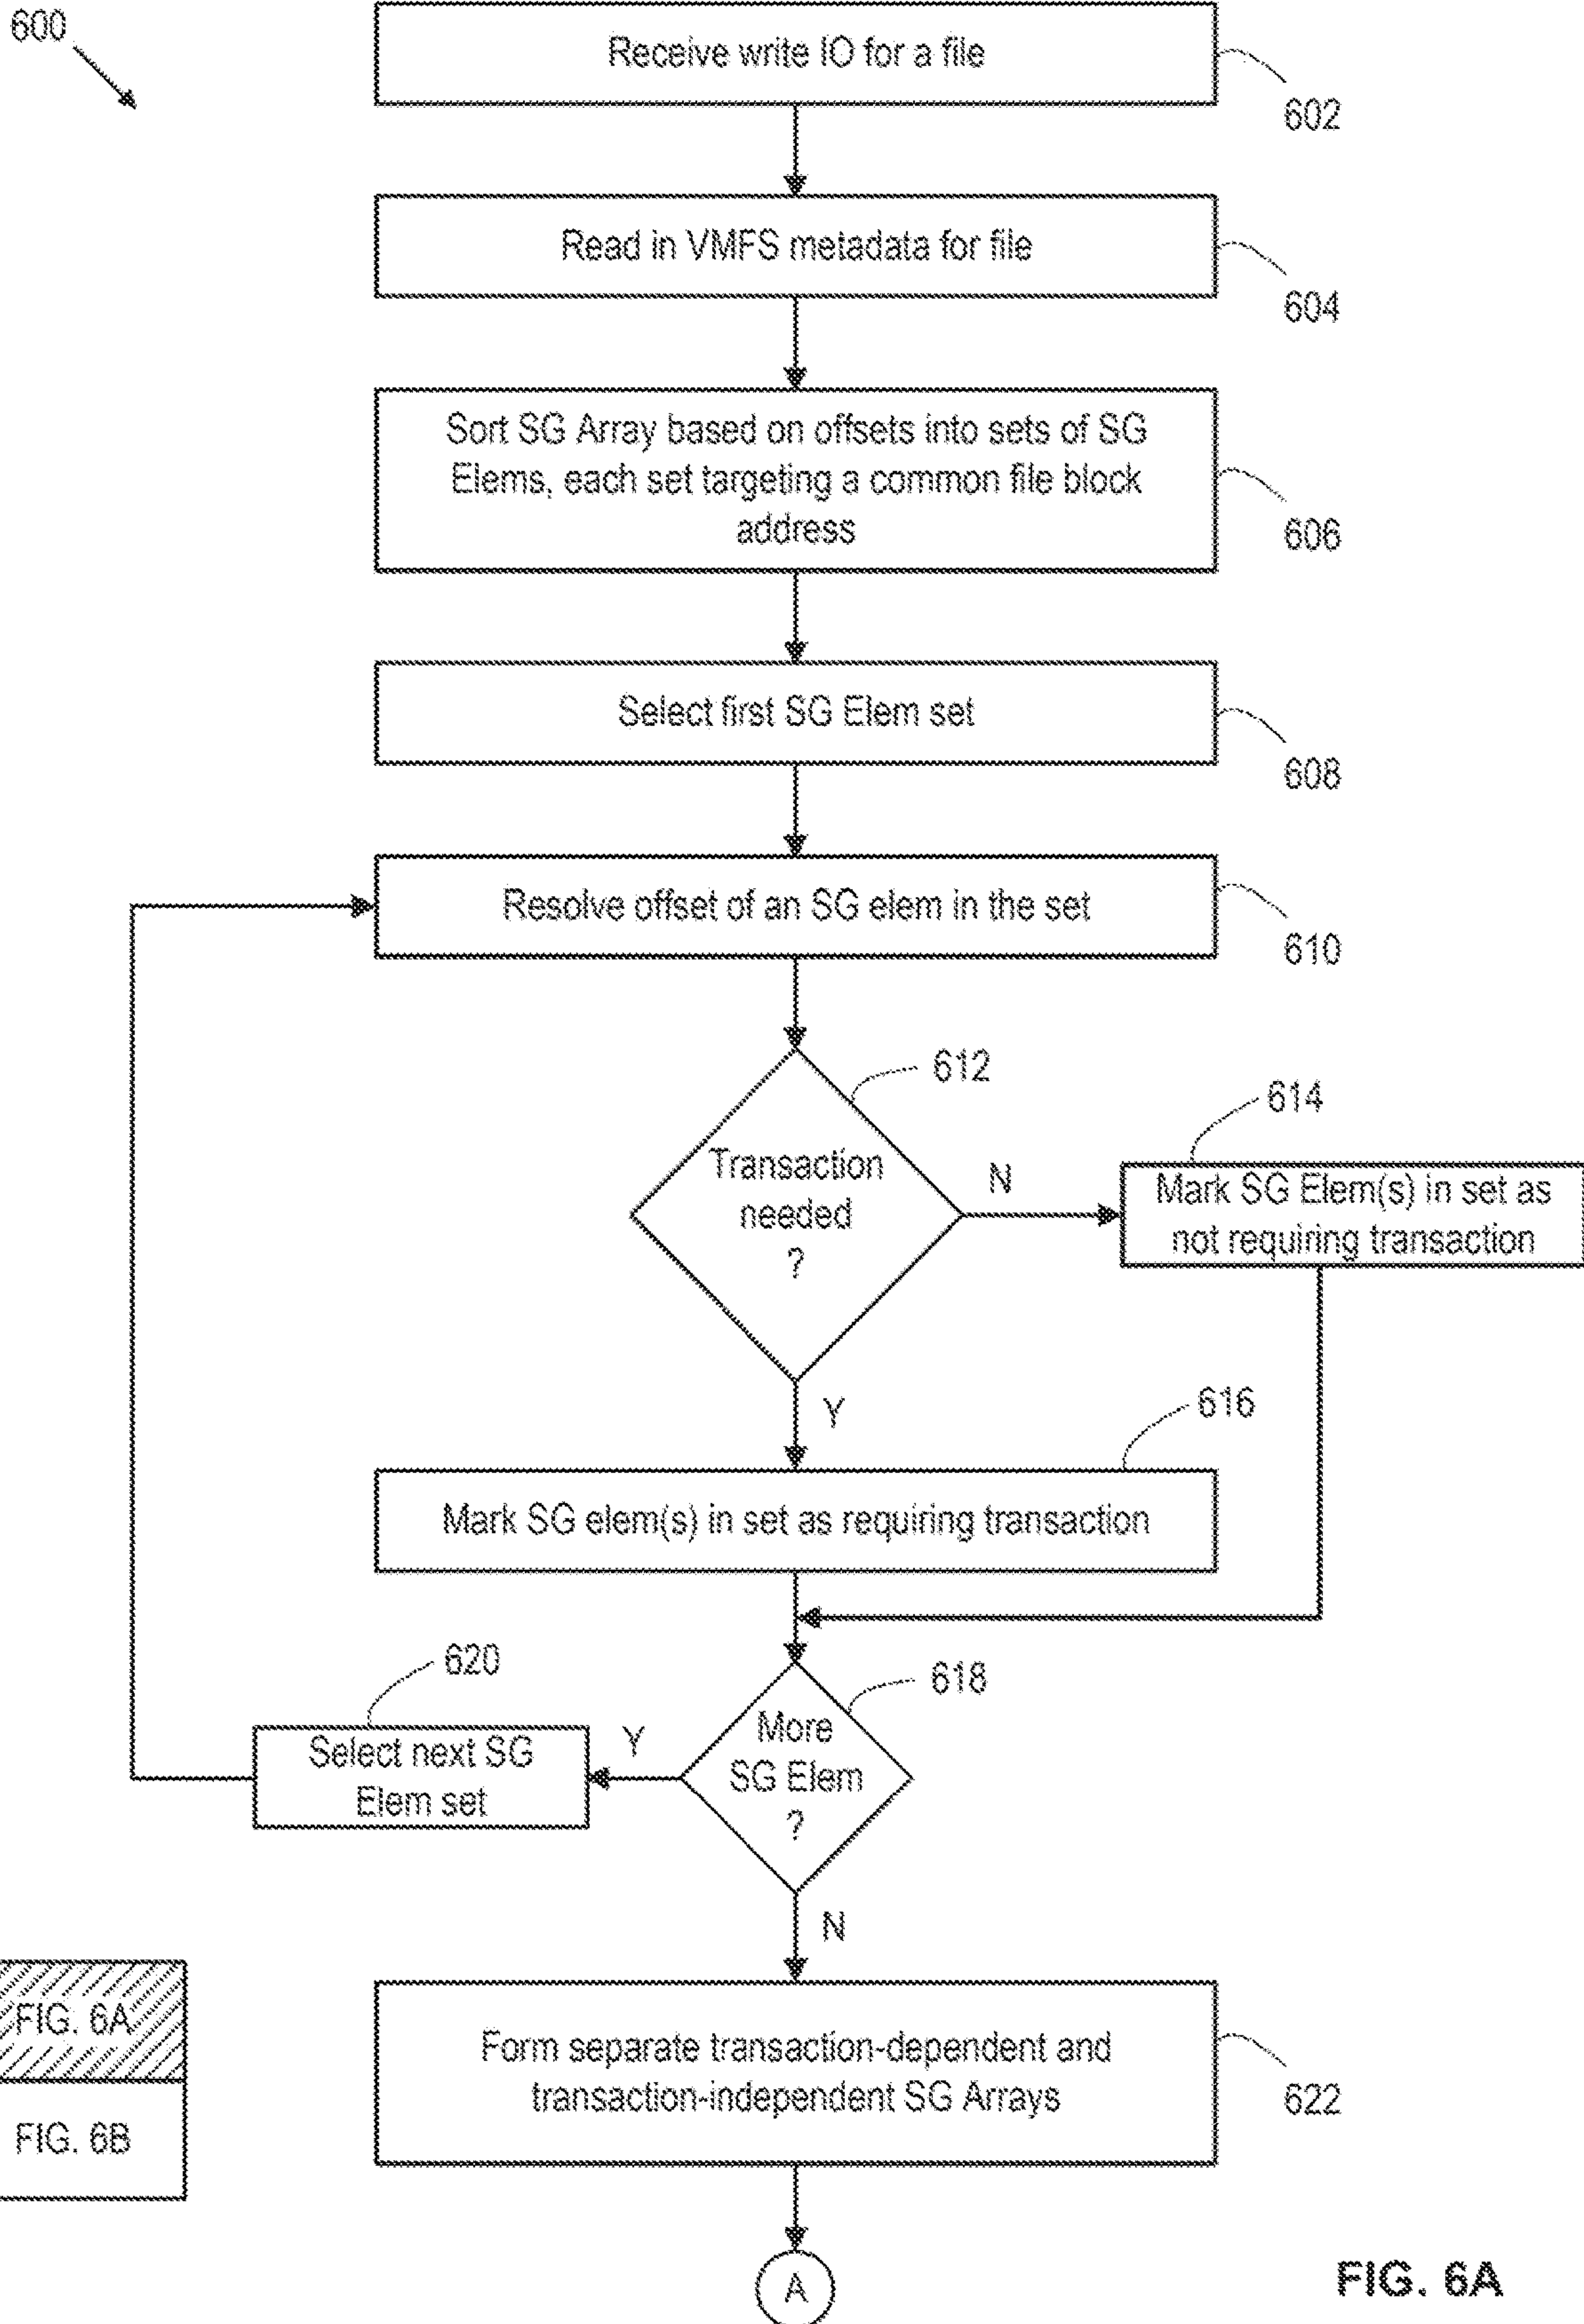 600
Receive write IO for a file
602
Read in VMFS metadata for file
604
Sort SG Array based on offsets into sets of SG
Elems, each set targeting a common file block
address
606
Select first SG Elem set
608
Resolve offset of an SG elem in the set
610
612
Transaction
needed
?
N
614
Mark SG Elem(s) in set as
not requiring transaction
Y
616
Mark SG elem(s) in set as requiring transaction
618
More
SG Elem
?
Y
620
Select next SG
Elem set
N
Form separate transaction-dependent and
transaction-independent SG Arrays
622
FIG. 6A
FIG. 6B
A
FIG. 6A